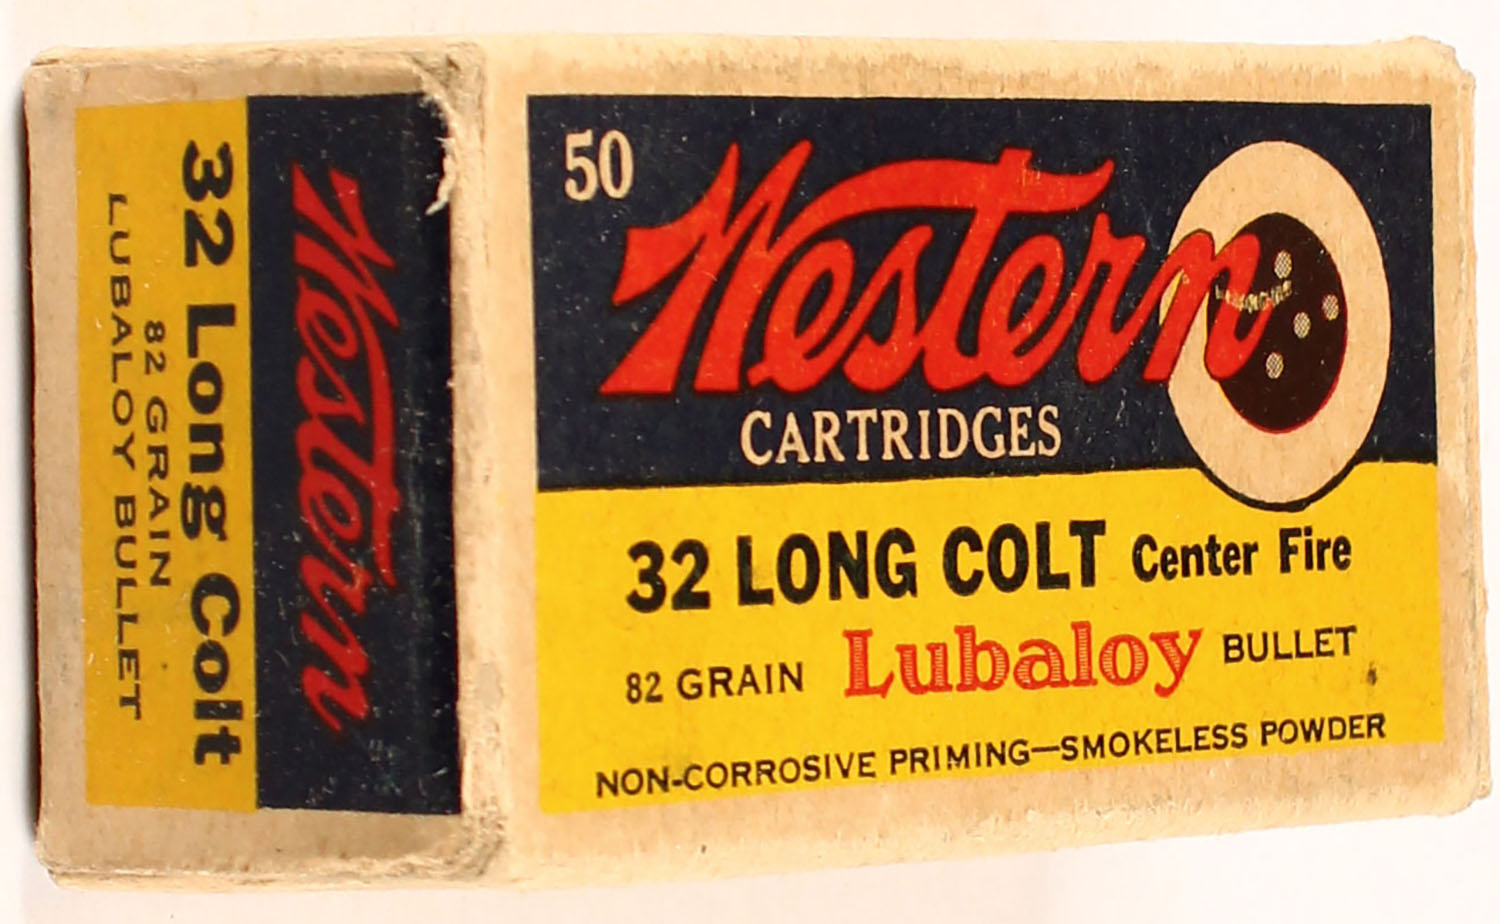 50
Western
CARTRIDGES
32 LONG COLT Center Fire
82 GRAIN Lubaloy BULLET
NON-CORROSIVE PRIMING—SMOKELESS POWDER
Western
32 Long Colt
82 GRAIN
LUBALOY BULLET